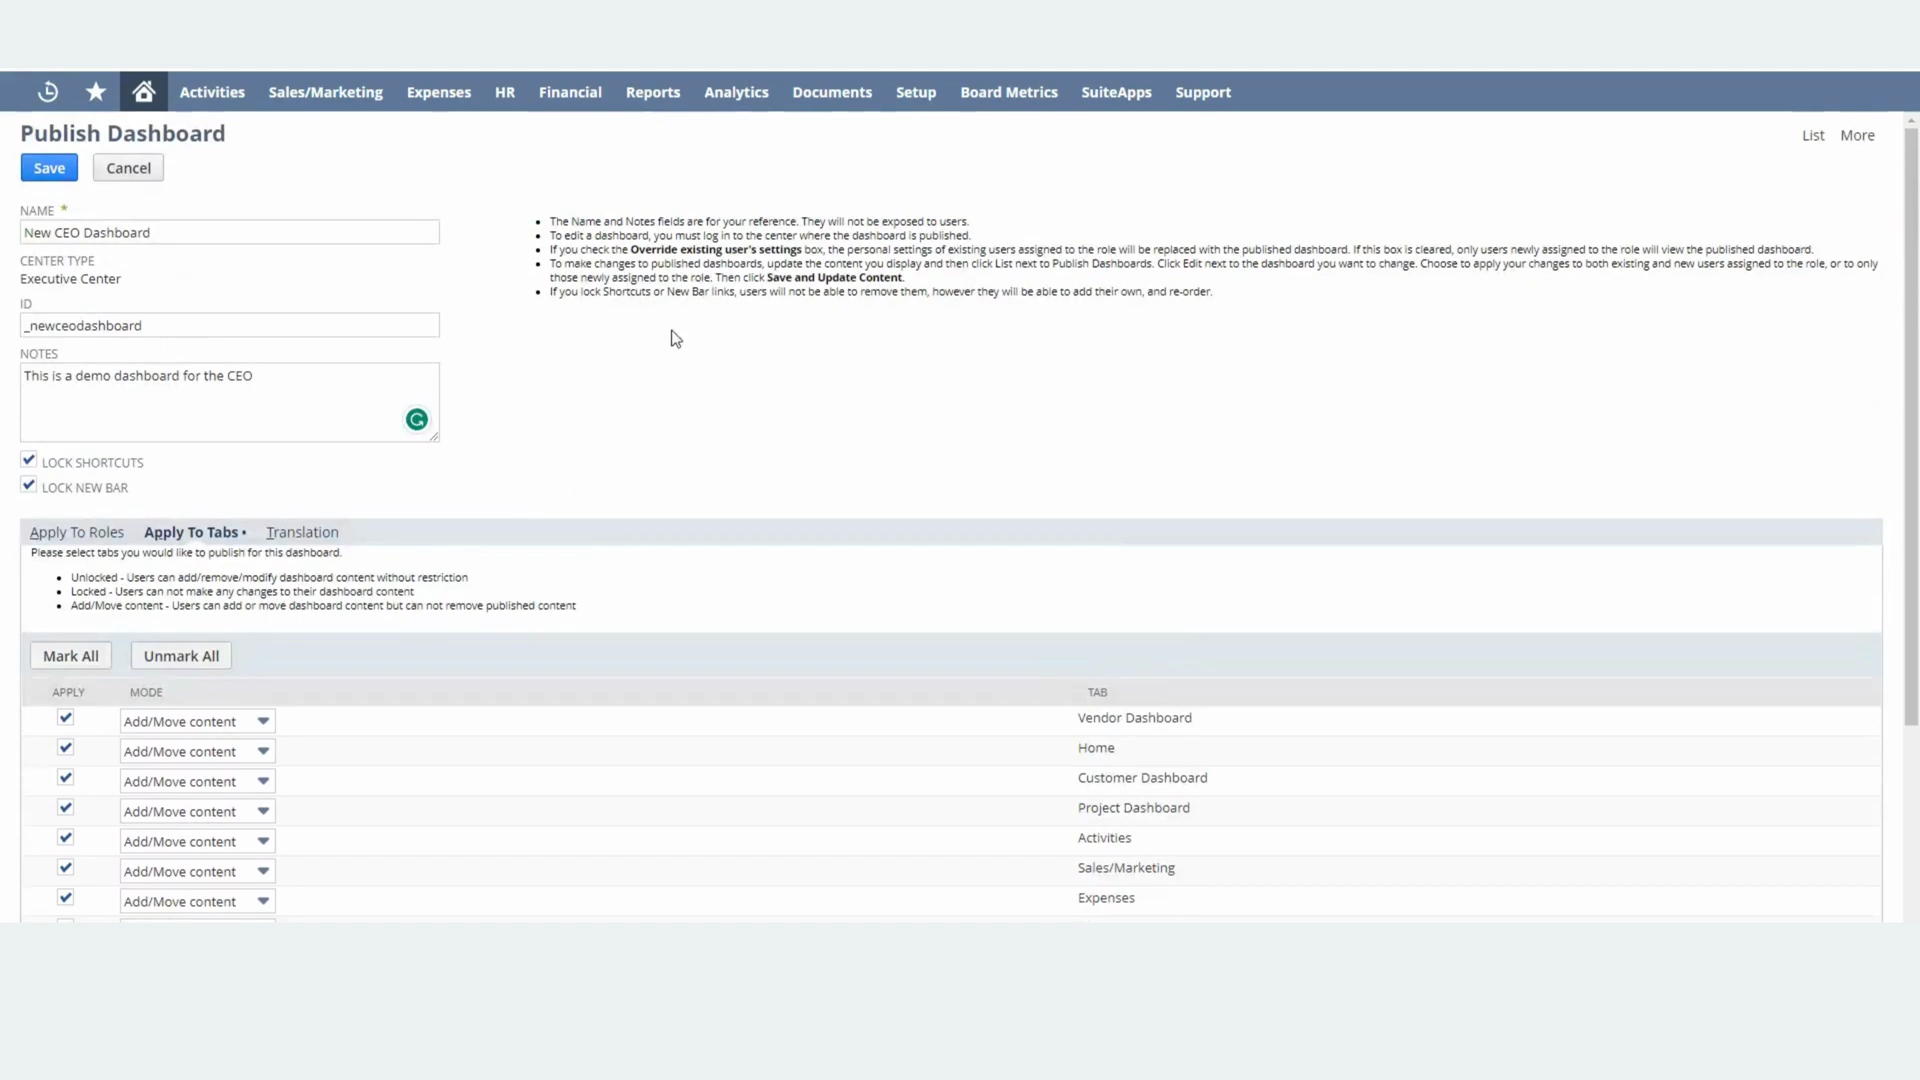 Activities Sales/Marketing Expenses HR Financial Reports Analytics Documents Setup Board Metrics SuiteApps Support
Publish Dashboard
List More
Save Cancel
NAME *
New CEO Dashboard
CENTER TYPE
Executive Center
ID
_newceodashboard
NOTES
This is a demo dashboard for the CEO
LOCK SHORTCUTS
LOCK NEW BAR
• The Name and Notes fields are for your reference. They will not be exposed to users.
• To edit a dashboard, you must log in to the center where the dashboard is published.
• If you check the Override existing user's settings box, the personal settings of existing users assigned to the role will be replaced with the published dashboard. If this box is cleared, only users newly assigned to the role will view the published dashboard.
• To make changes to published dashboards, update the content you display and then click List next to Publish Dashboards. Click Edit next to the dashboard you want to change. Choose to apply your changes to both existing and new users assigned to the role, or to only
those newly assigned to the role. Then click Save and Update Content.
• If you lock Shortcuts or New Bar links, users will not be able to remove them, however they will be able to add their own, and re-order.
Apply To Roles Apply To Tabs • Translation
Please select tabs you would like to publish for this dashboard.
• Unlocked - Users can add/remove/modify dashboard content without restriction
• Locked - Users can not make any changes to their dashboard content
• Add/Move content - Users can add or move dashboard content but can not remove published content
Mark All Unmark All
APPLY MODE TAB
Add/Move content Vendor Dashboard
Add/Move content Home
Add/Move content Customer Dashboard
Add/Move content Project Dashboard
Add/Move content Activities
Add/Move content Sales/Marketing
Add/Move content Expenses